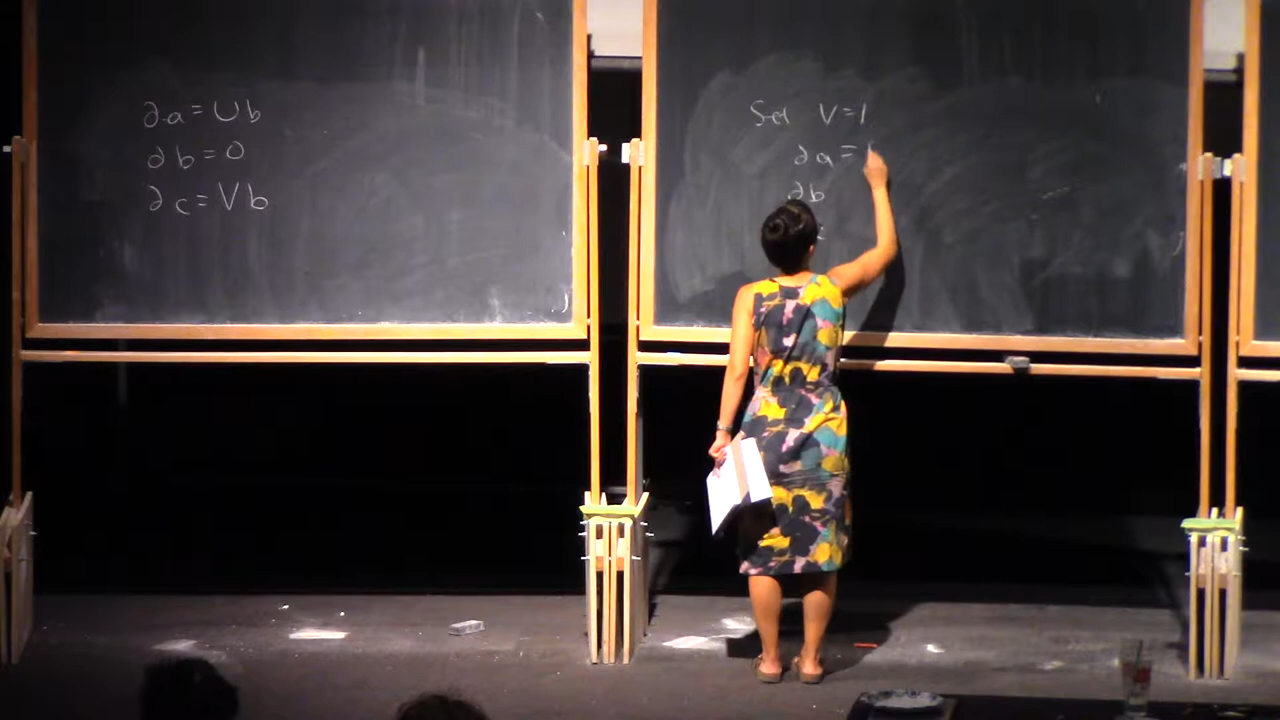 ∂a = Ub
∂b = 0
∂c = Vb
Set V=1
∂a =
∂b